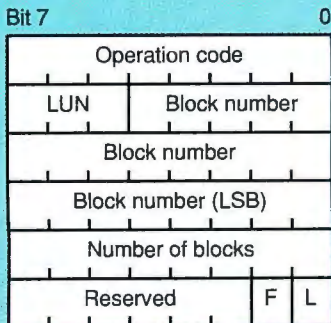 Bit 7 0
Operation code
LUN Block number
Block number
Block number (LSB)
Number of blocks
Reserved F L